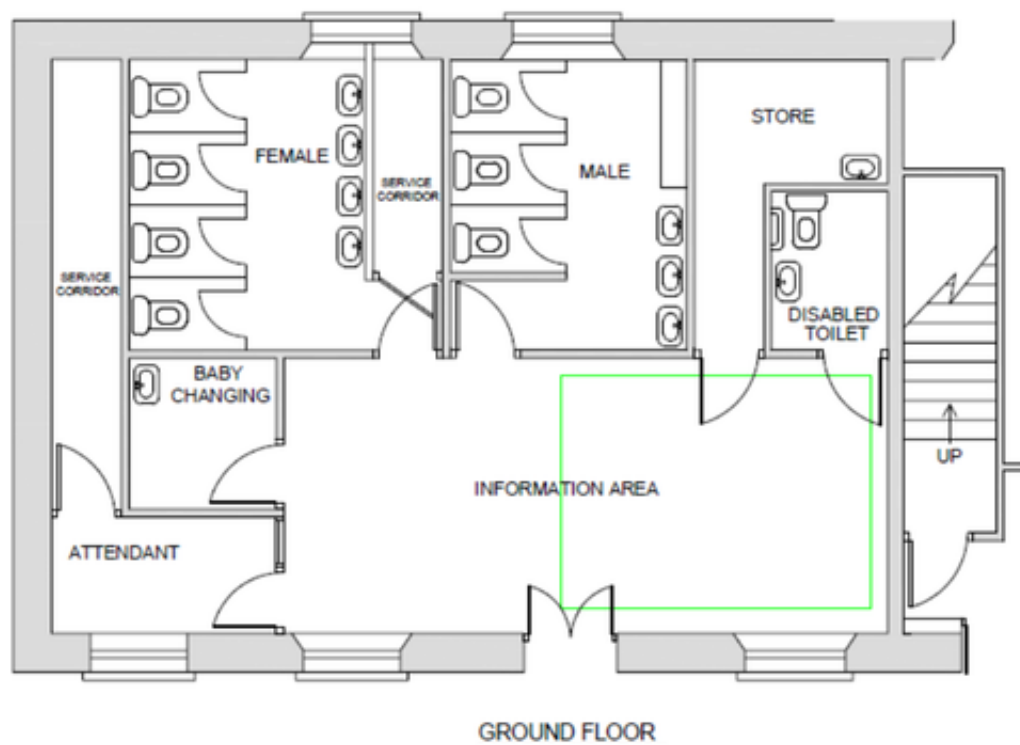 STORE
FEMALE
MALE
SERVICE
CORRIDOR
SERVICE
CORRIDOR
DISABLED
TOILET
BABY
CHANGING
UP
INFORMATION AREA
ATTENDANT
GROUND FLOOR